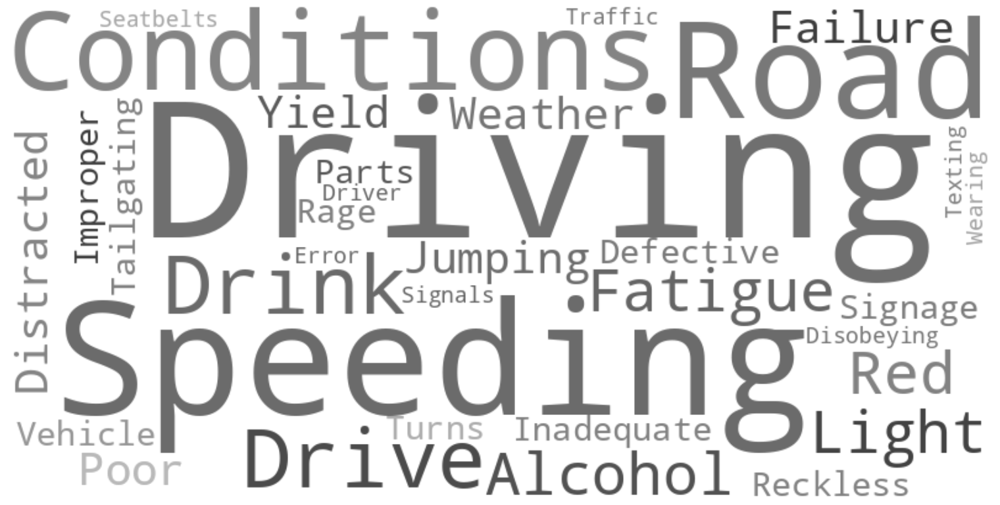 Seatbelts
Traffic
Failure
Conditions
Road
Yield
Weather
Improper
Tailgating
Distracted
Driving
Texting
Wearing
Parts
Driver
Rage
Error
Jumping
Defective
Drink
Signals
Fatigue
Signage
Speeding
Disobeying
Red
Vehicle
Turns
Inadequate
Light
Poor
Drive
Alcohol
Reckless